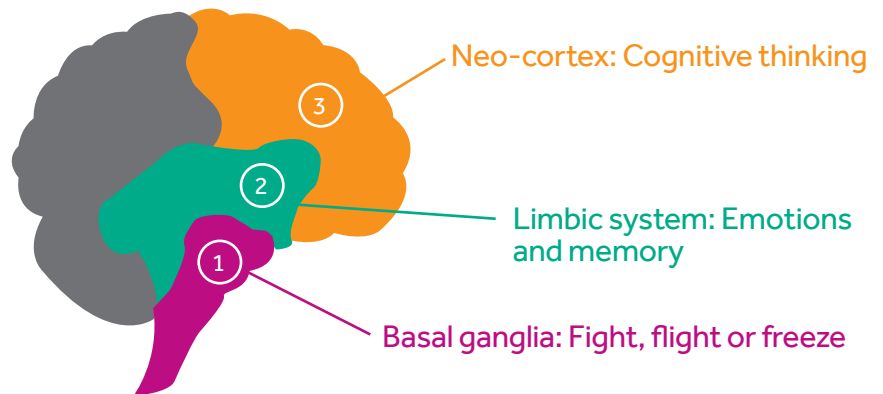 3
Neo-cortex: Cognitive thinking
2
Limbic system: Emotions
and memory
1
Basal ganglia: Fight, flight or freeze